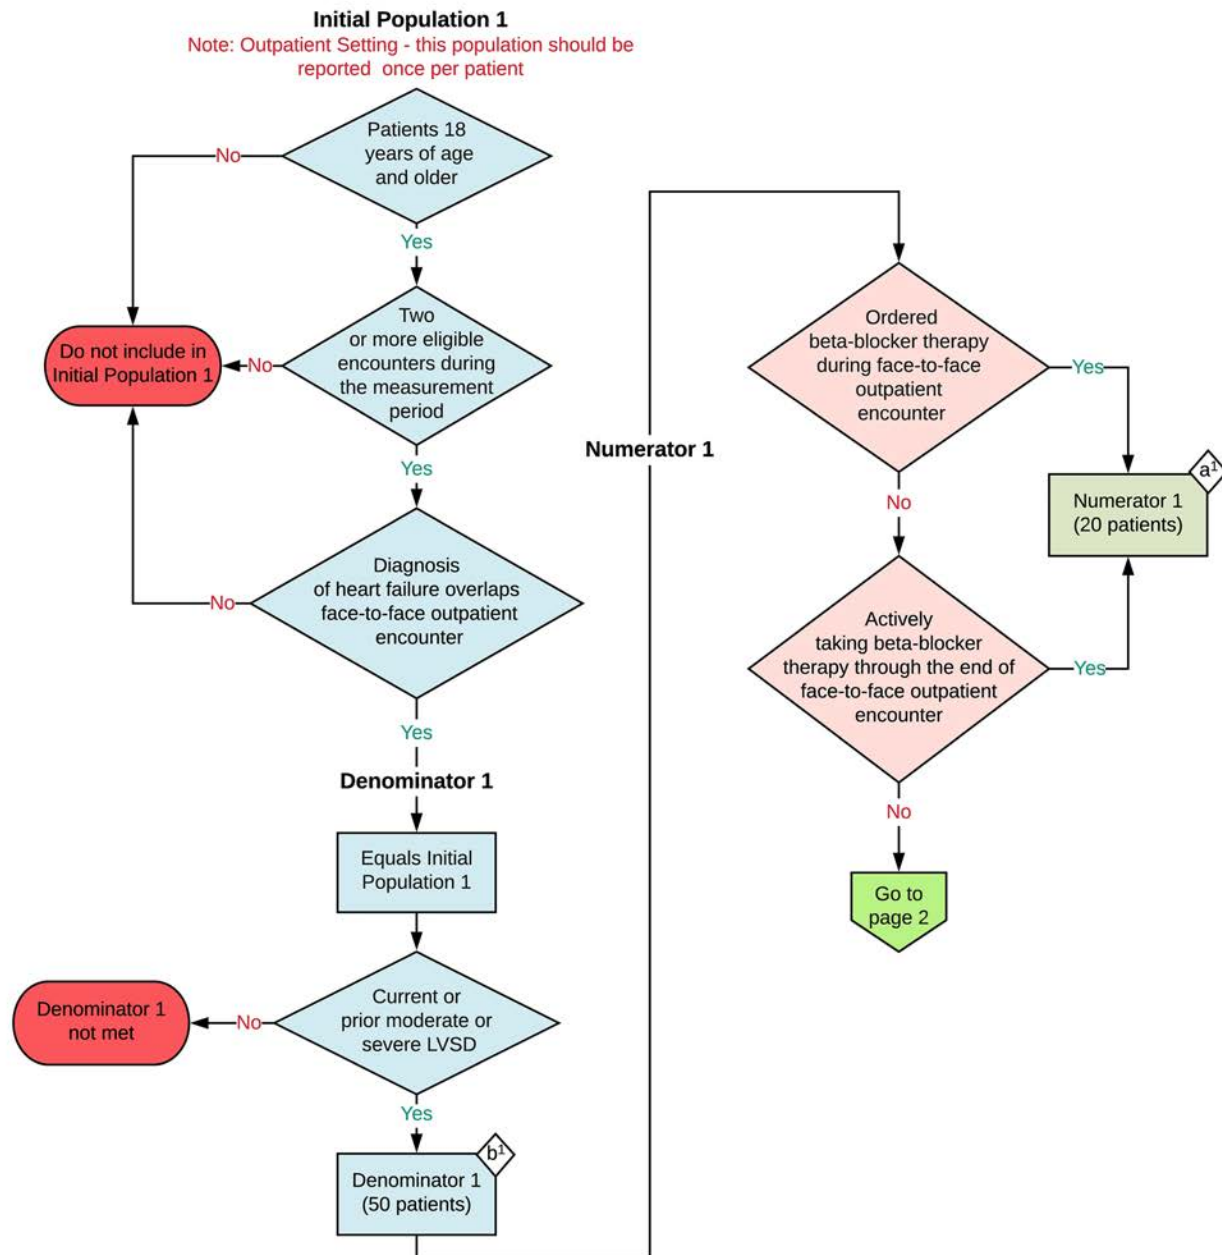 Initial Population 1
Note: Outpatient Setting - this population should be
reported once per patient
Patients 18
years of age
and older
No
Yes
Two
or more eligible
encounters during
the measurement
period
No
Do not include in
Initial Population 1
Yes
Diagnosis
of heart failure overlaps
face-to-face outpatient
encounter
No
Yes
Denominator 1
Equals Initial
Population 1
Current or
prior moderate or
severe LVSD
No
Denominator 1
not met
Yes
b¹
Denominator 1
(50 patients)
Numerator 1
Ordered
beta-blocker therapy
during face-to-face
outpatient
encounter
Yes
a¹
Numerator 1
(20 patients)
No
Actively
taking beta-blocker
therapy through the end of
face-to-face outpatient
encounter
Yes
No
Go to
page 2